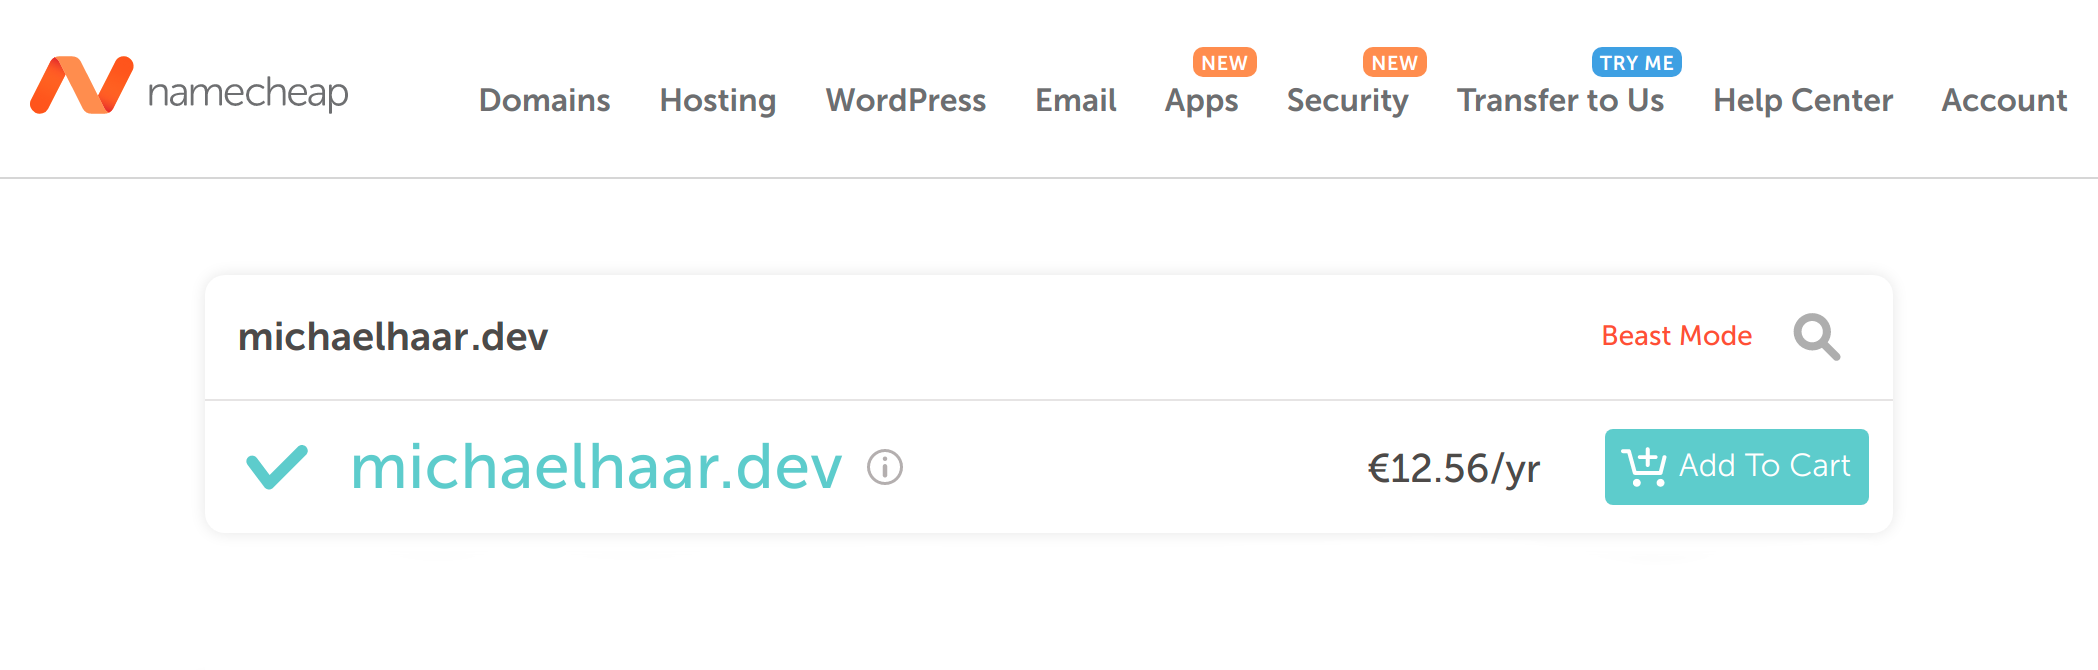 namecheap
NEW NEW TRY ME
Domains Hosting WordPress Email Apps Security Transfer to Us Help Center Account
michaelhaar.dev Beast Mode
michaelhaar.dev €12.56/yr Add To Cart